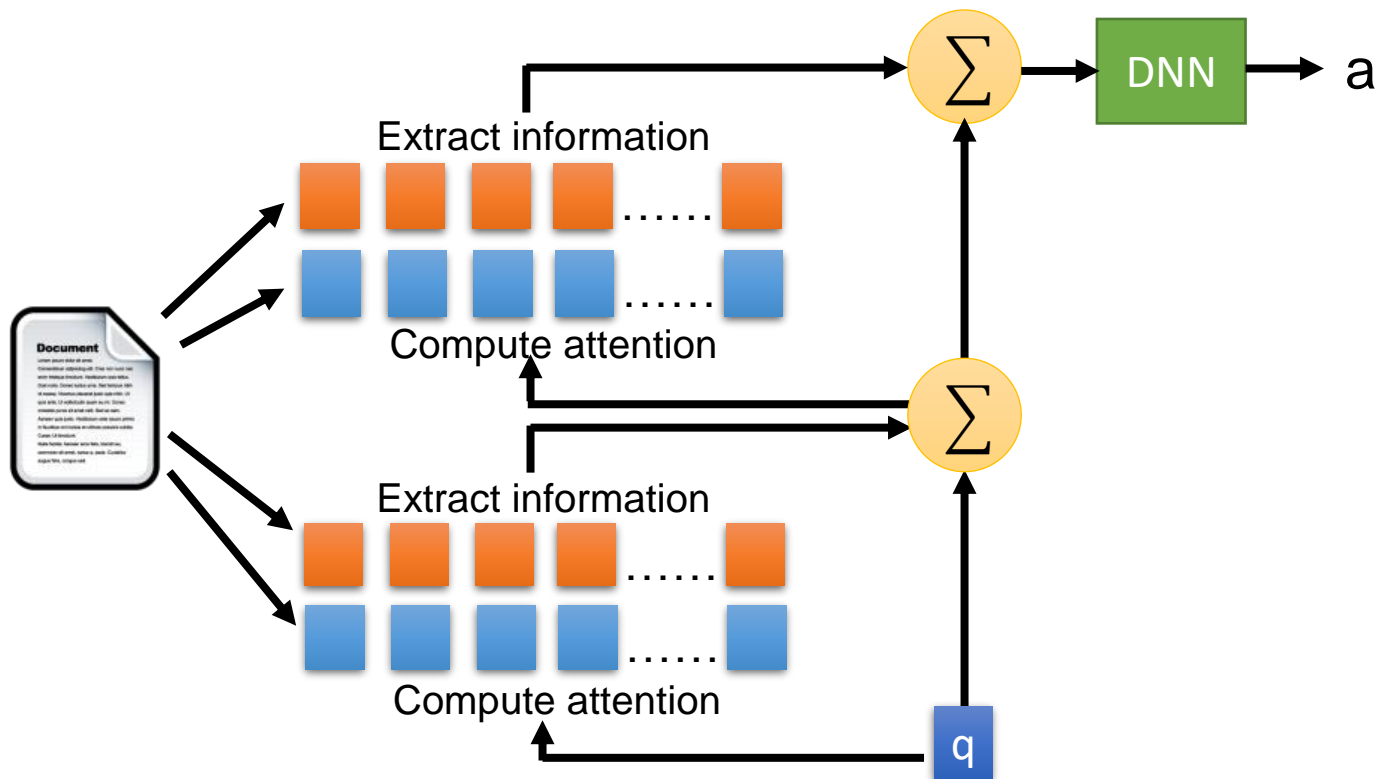 ∑
DNN
a
Extract information
......
......
Compute attention
Document
∑
Extract information
......
......
Compute attention
q